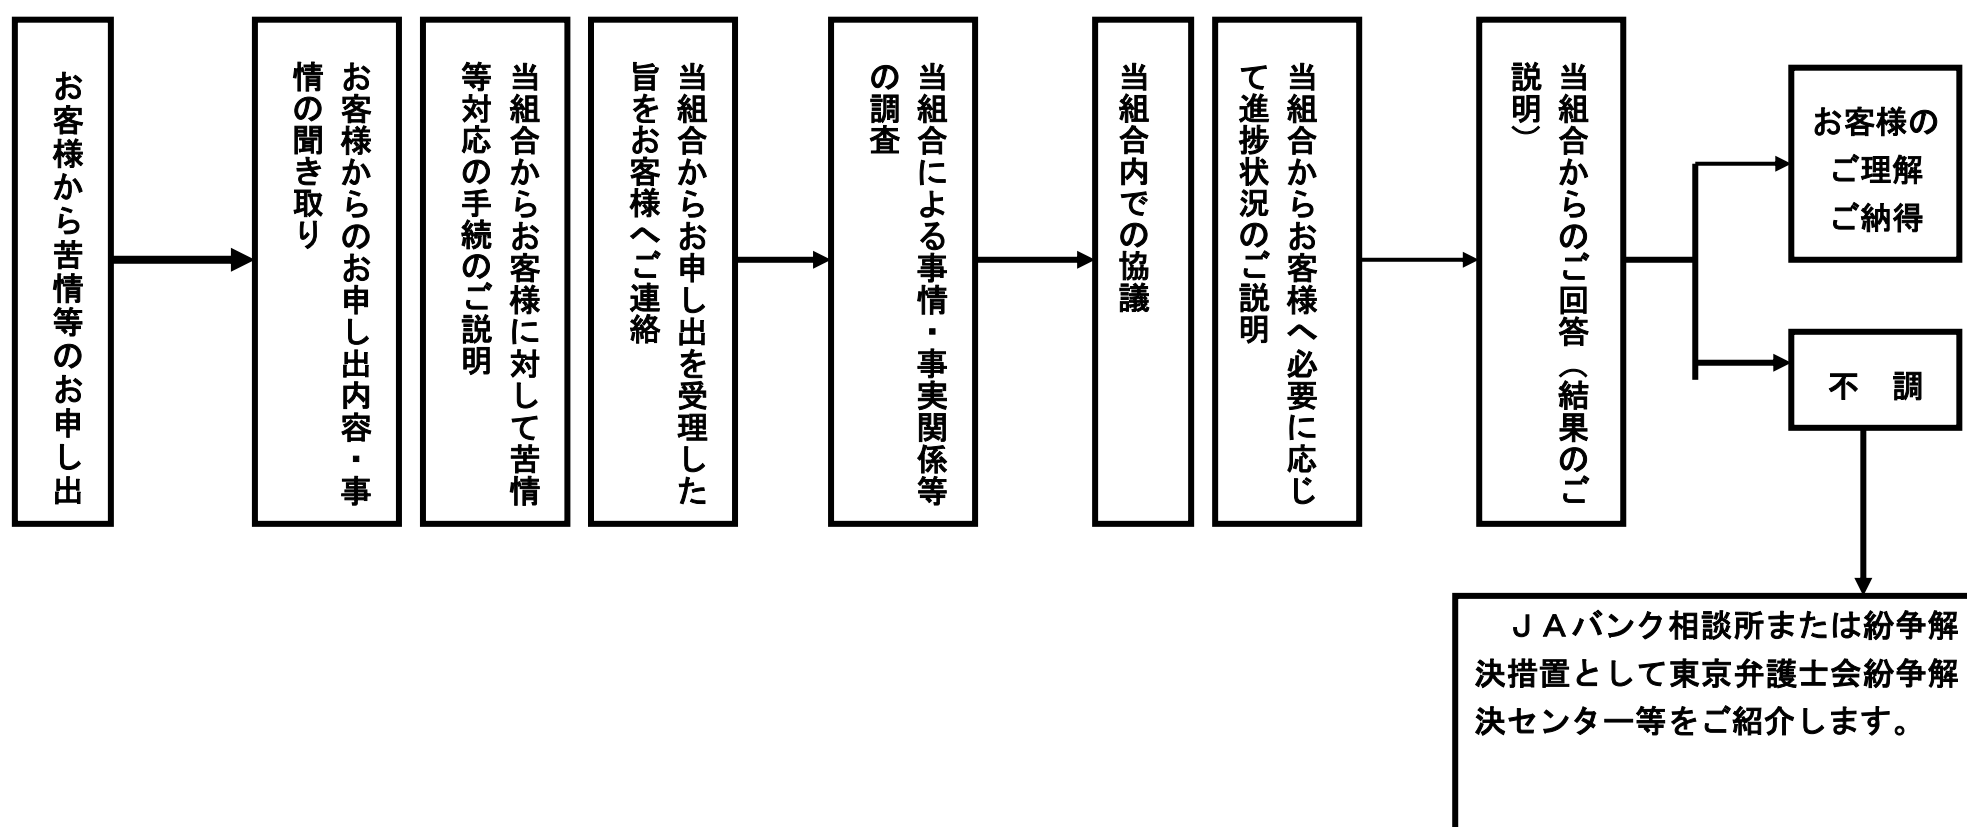 お客様から苦情等のお申し出
お客様からのお申し出内容・事
情の聞き取り
当組合からお客様に対して苦情
等対応の手続のご説明
当組合からお申し出を受理した
旨をお客様へご連絡
当組合による事情・事実関係等
の調査
当組合内での協議
当組合からお客様へ必要に応じ
て進捗状況のご説明
当組合からのご回答（結果のご
説明）
お客様の
ご理解
ご納得
不　調
ＪＡバンク相談所または紛争解
決措置として東京弁護士会紛争解
決センター等をご紹介します。